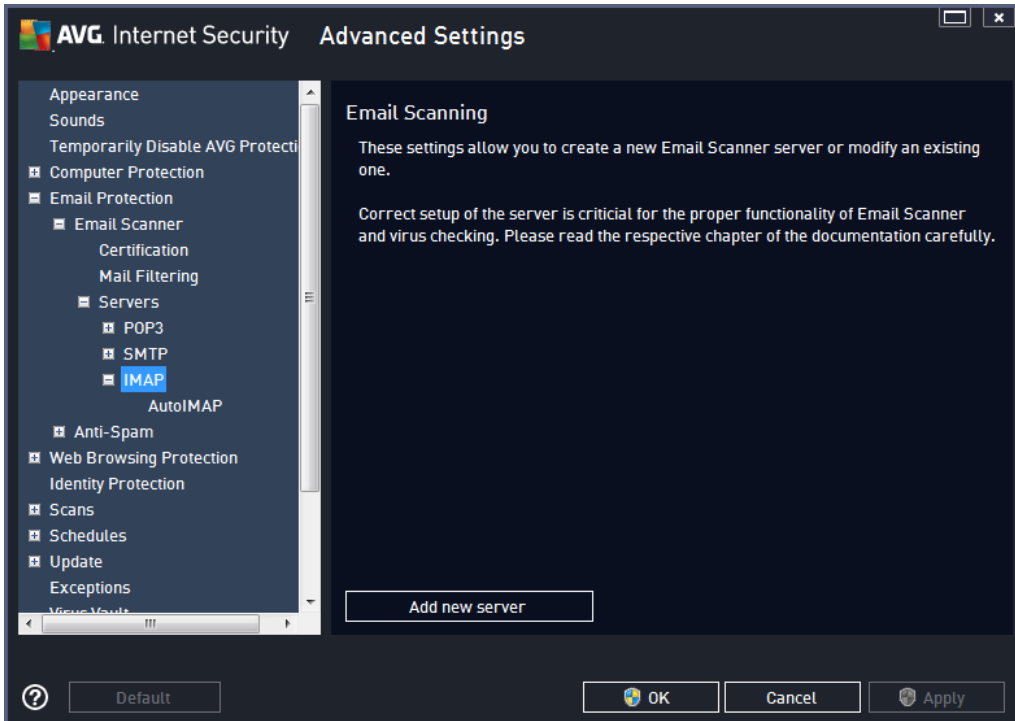 AVG. Internet Security Advanced Settings
Appearance
Sounds
Temporarily Disable AVG Protecti
Computer Protection
Email Protection
Email Scanner
Certification
Mail Filtering
Servers
POP3
SMTP
IMAP
AutoIMAP
Anti-Spam
Web Browsing Protection
Identity Protection
Scans
Schedules
Update
Exceptions
Virus Vault
Email Scanning
These settings allow you to create a new Email Scanner server or modify an existing
one.
Correct setup of the server is criticial for the proper functionality of Email Scanner
and virus checking. Please read the respective chapter of the documentation carefully.
Add new server
Default
OK
Cancel
Apply